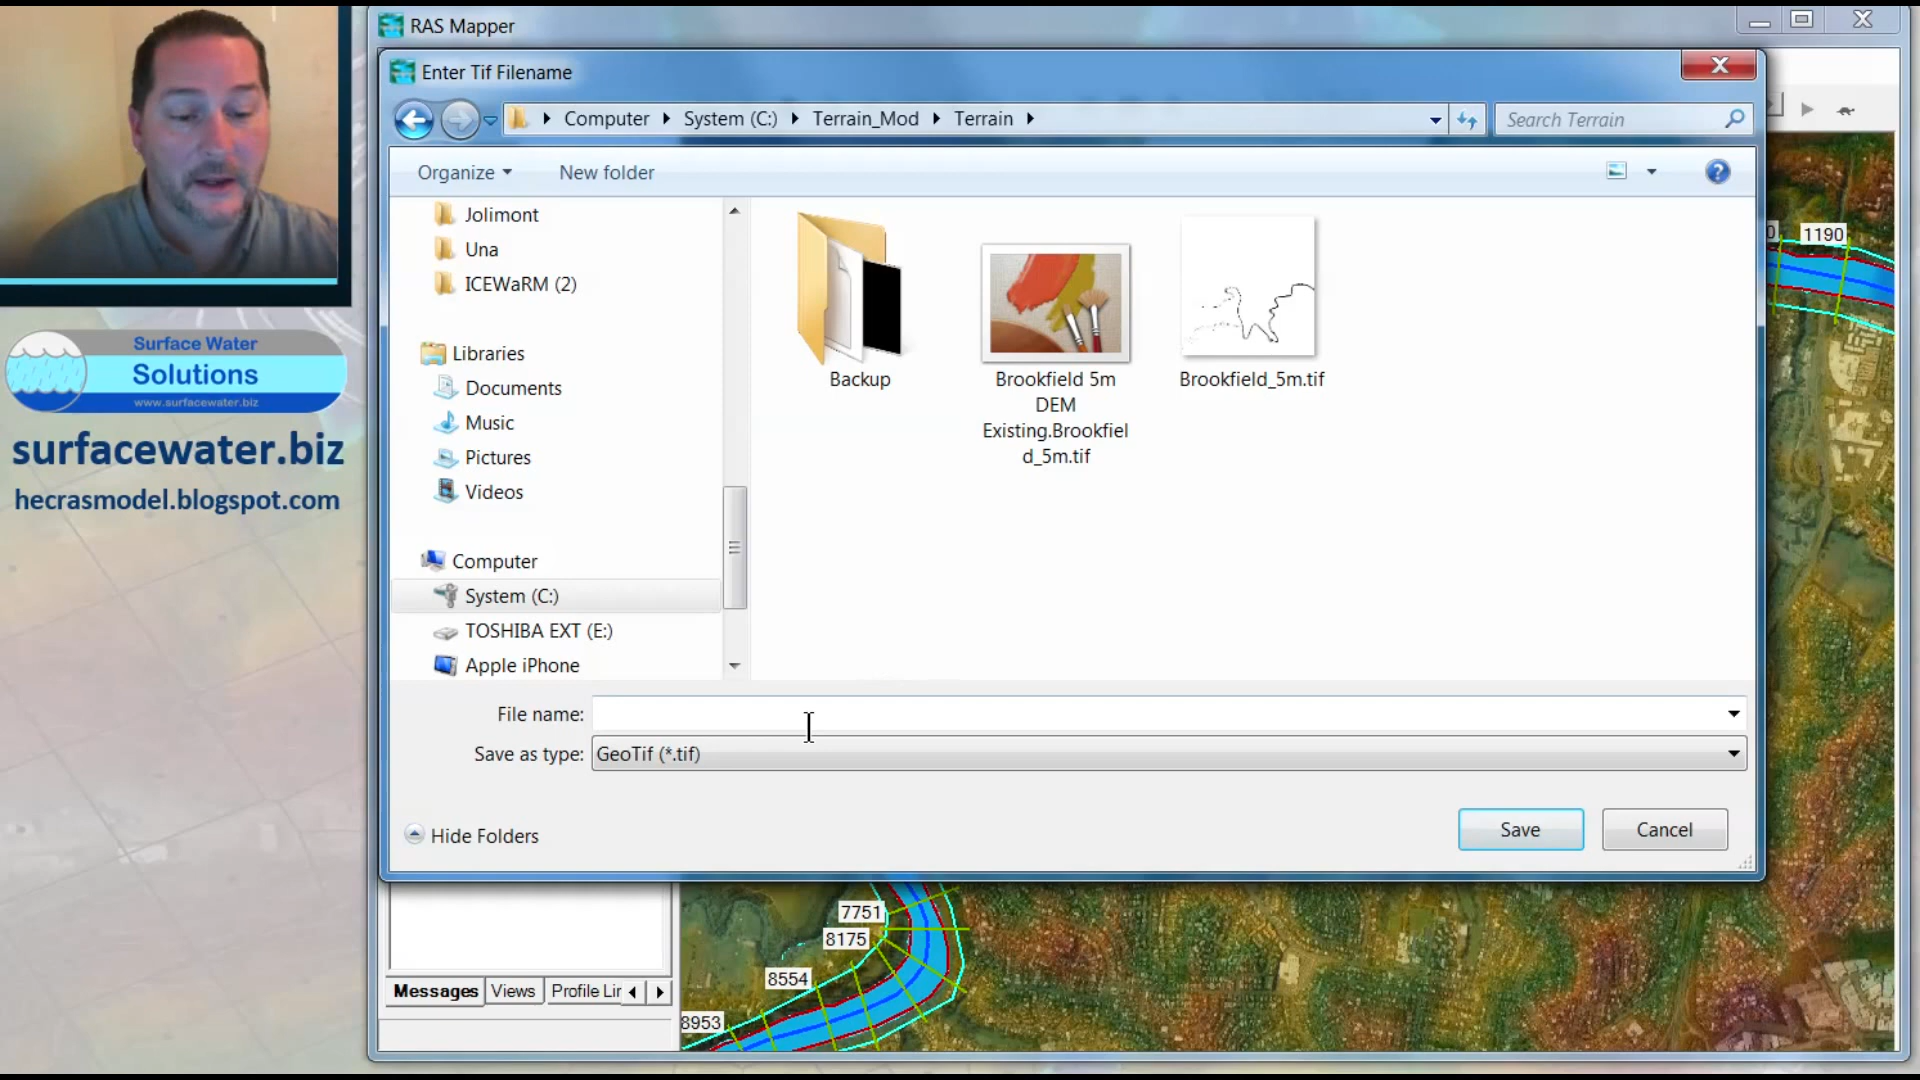 RAS Mapper
Enter Tif Filename
Computer
System (C:)
Terrain_Mod
Terrain
Search Terrain
Organize
New folder
Jolimont
Una
ICEWaRM (2)
Libraries
Documents
Music
Pictures
Videos
Computer
System (C:)
TOSHIBA EXT (E:)
Apple iPhone
Backup
Brookfield 5m
DEM
Existing.Brookfiel
d_5m.tif
Brookfield_5m.tif
File name:
Save as type:
GeoTif (*.tif)
Hide Folders
Save
Cancel
Surface Water
Solutions
www.surfacewater.biz
surfacewater.biz
hecrasmodel.blogspot.com
0
1190
7751
8175
8554
8953
Messages
Views
Profile Lir